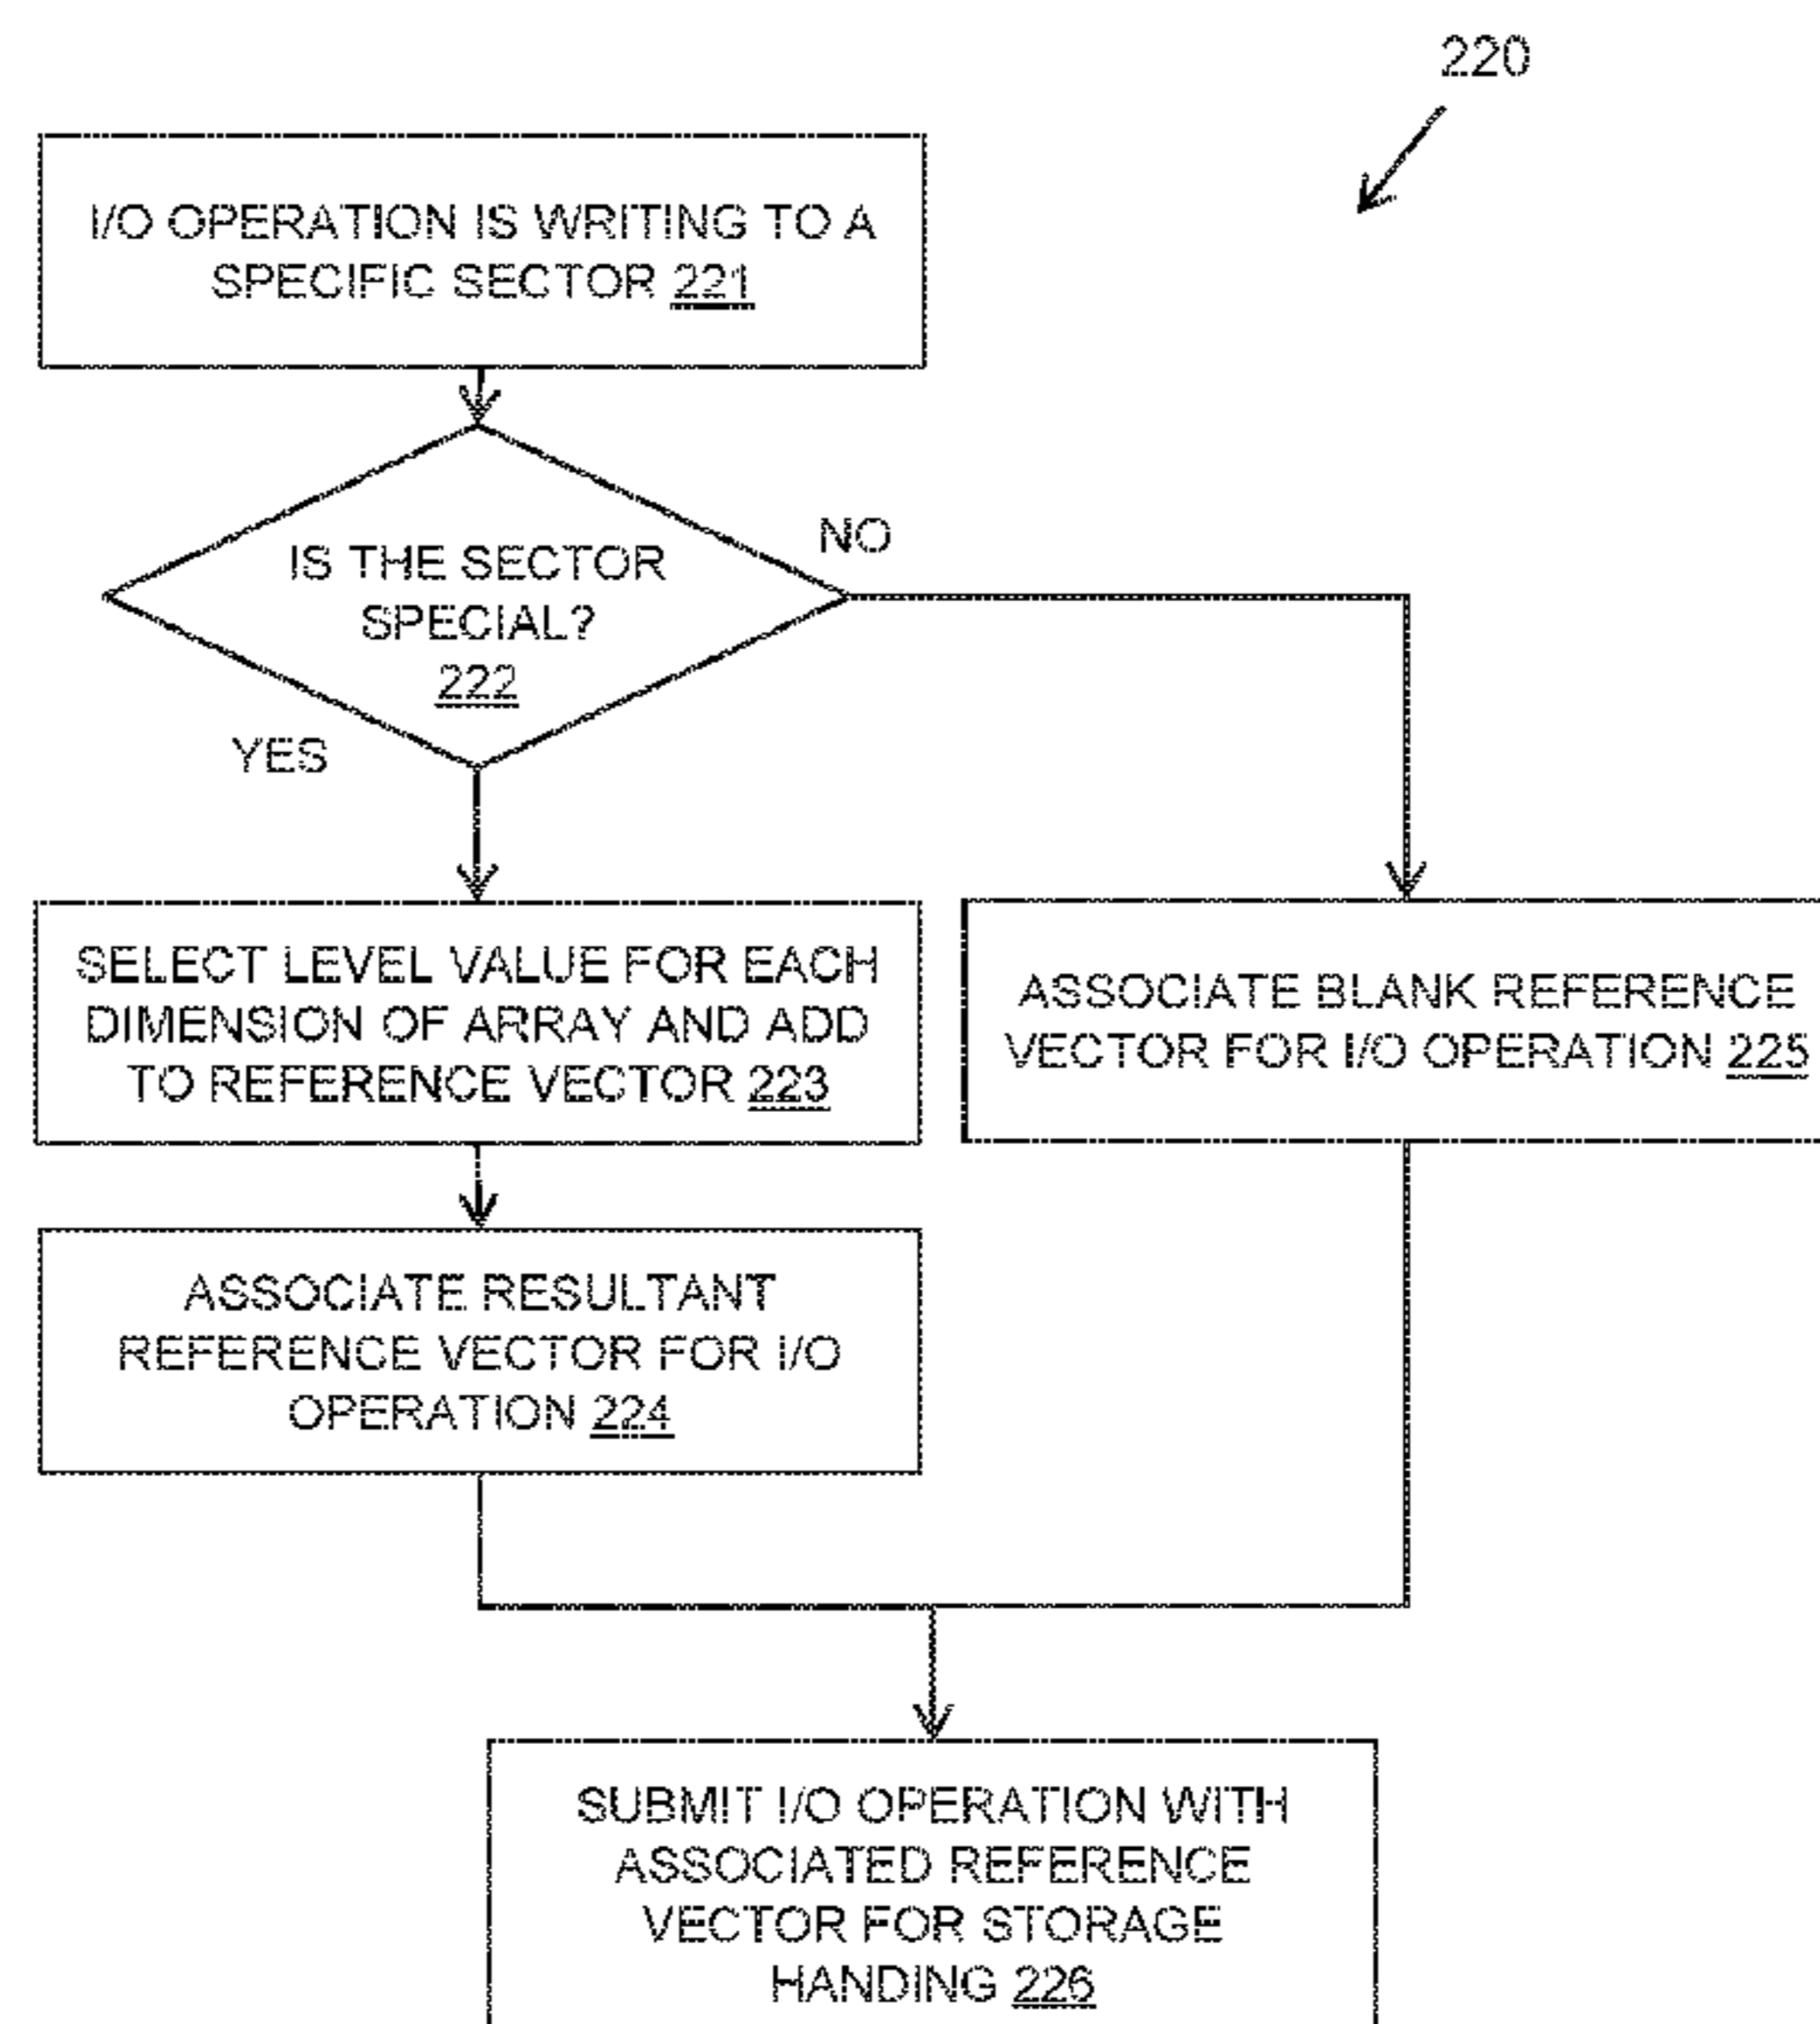 220
I/O OPERATION IS WRITING TO A
SPECIFIC SECTOR 221
IS THE SECTOR
SPECIAL?
222
NO
YES
SELECT LEVEL VALUE FOR EACH
DIMENSION OF ARRAY AND ADD
TO REFERENCE VECTOR 223
ASSOCIATE BLANK REFERENCE
VECTOR FOR I/O OPERATION 225
ASSOCIATE RESULTANT
REFERENCE VECTOR FOR I/O
OPERATION 224
SUBMIT I/O OPERATION WITH
ASSOCIATED REFERENCE
VECTOR FOR STORAGE
HANDING 226